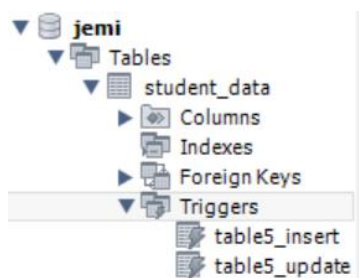 jemi
Tables
student_data
Columns
Indexes
Foreign Keys
Triggers
table5_insert
table5_update